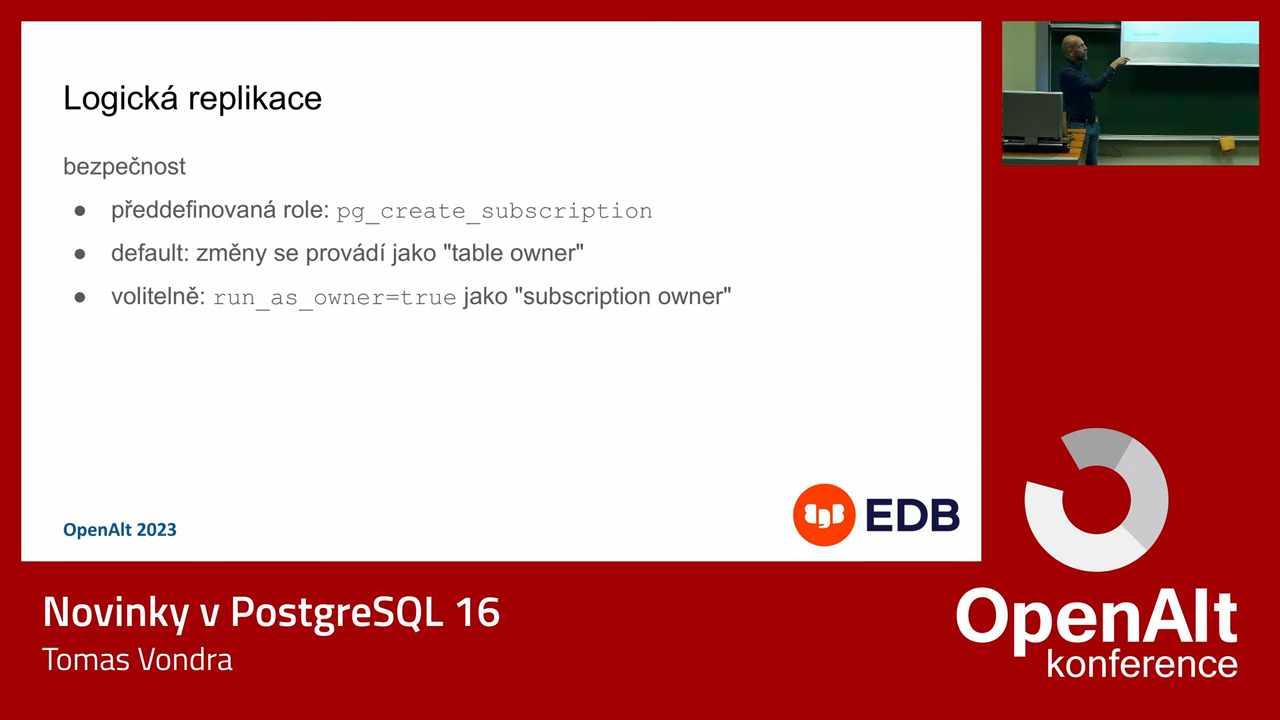 Logická replikace
bezpečnost
● předdefinovaná role: pg_create_subscription
● default: změny se provádí jako "table owner"
● volitelně: run_as_owner=true jako "subscription owner"
OpenAlt 2023
EDB
Novinky v PostgreSQL 16
Tomas Vondra
OpenAlt
konference